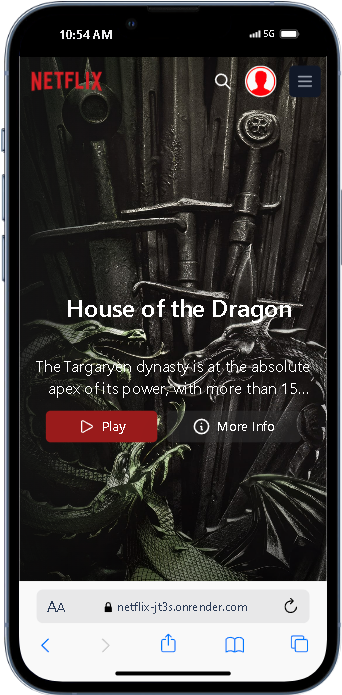 10:54 AM
5G
NETFLIX
House of the Dragon
The Targaryen dynasty is at the absolute
apex of its power, with more than 15...
Play
More Info
AA
netflix-jt3s.onrender.com